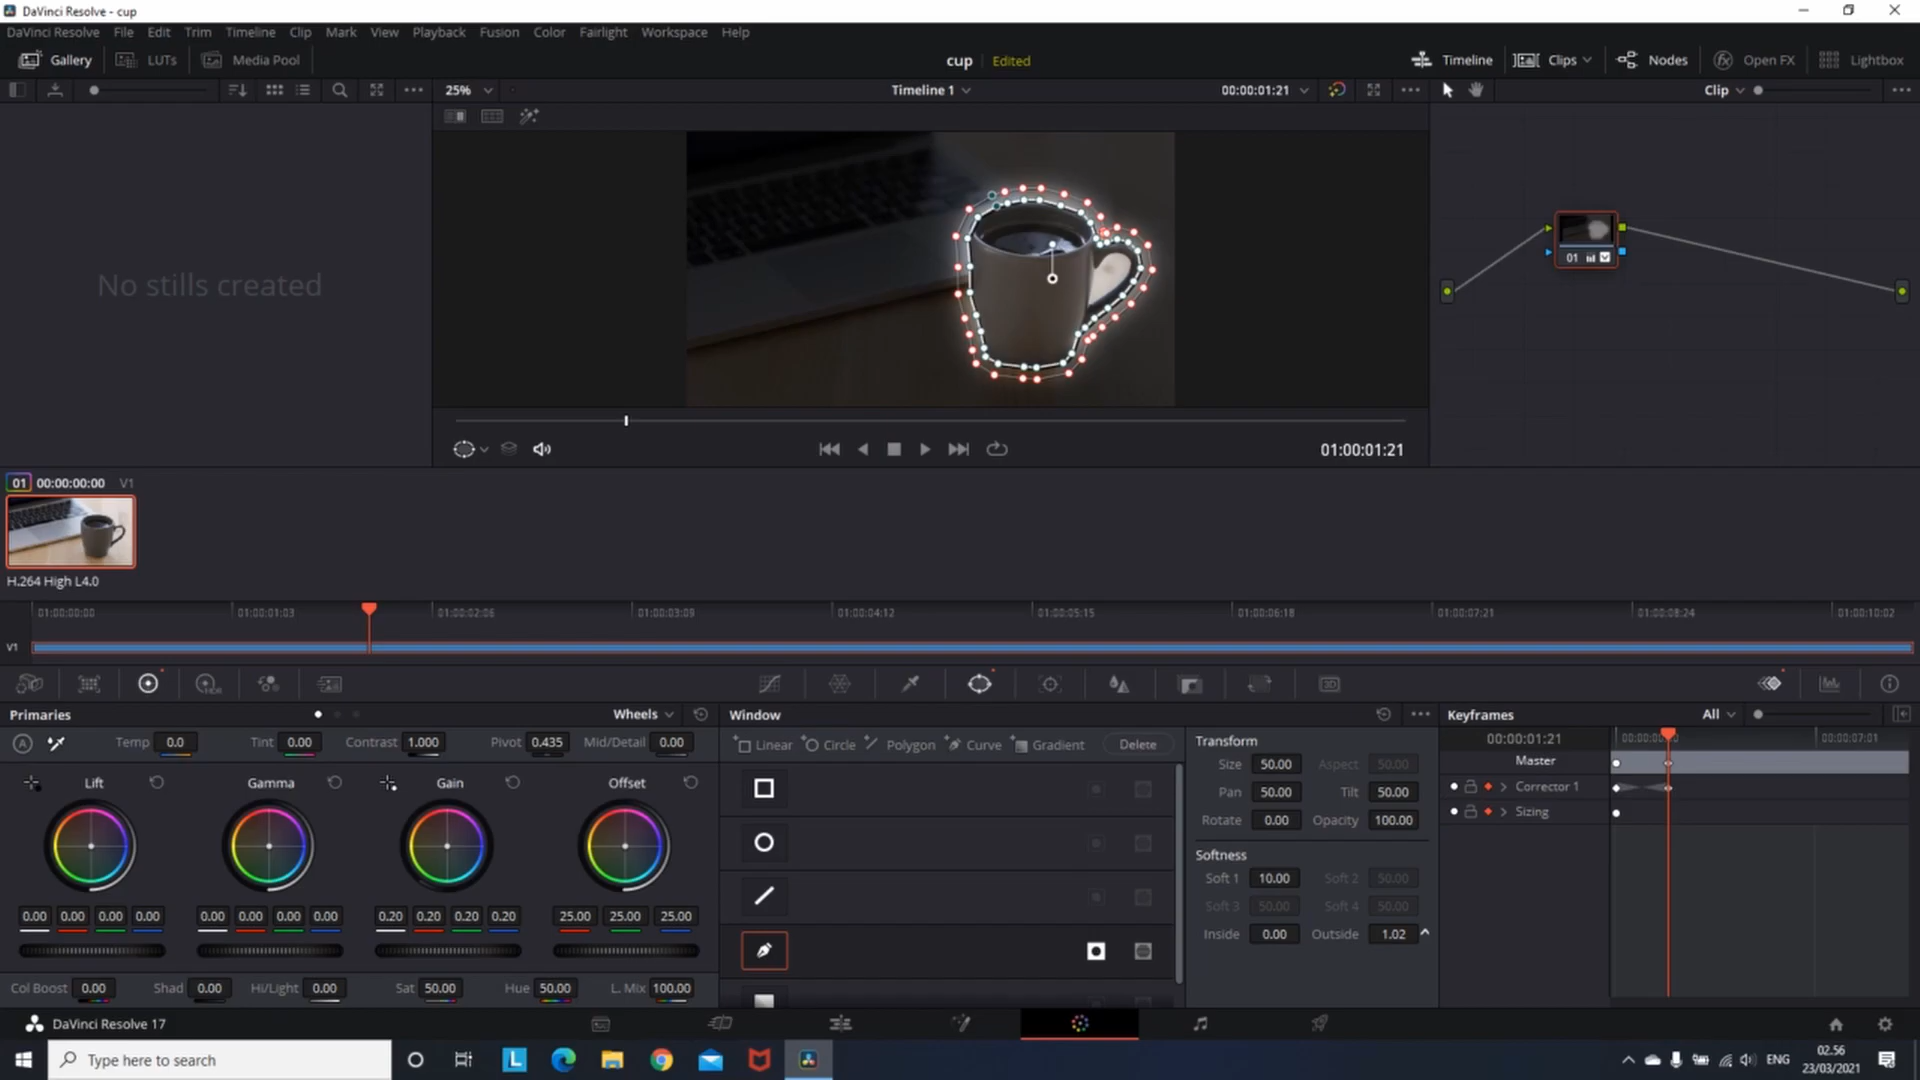 DaVinci Resolve - cup
DaVinci Resolve File Edit Trim Timeline Clip Mark View Playback Fusion Color Fairlight Workspace Help
Gallery LUTs Media Pool cup Edited Timeline Clips Nodes Open FX Lightbox
25% Timeline 1 00:00:01:21 Clip
No stills created
01
01:00:01:21
01 00:00:00:00 V1
H.264 High L4.0
01:00:00:00 01:00:01:03 01:00:02:06 01:00:03:09 01:00:04:12 01:00:05:15 01:00:06:18 01:00:07:21 01:00:08:24 01:00:10:02
V1
HDR
3D
Primaries Wheels Window Keyframes All
A Temp 0.0 Tint 0.00 Contrast 1.000 Pivot 0.435 Mid/Detail 0.00
Linear Circle Polygon Curve Gradient Delete
Transform
Size 50.00 Aspect 50.00
Pan 50.00 Tilt 50.00
Rotate 0.00 Opacity 100.00
Softness
Soft 1 10.00 Soft 2 50.00
Soft 3 50.00 Soft 4 50.00
Inside 0.00 Outside 1.02
00:00:01:21 00:00:07:01
Master
Corrector 1
Sizing
Lift Gamma Gain Offset
0.00 0.00 0.00 0.00 0.00 0.00 0.00 0.00 0.20 0.20 0.20 0.20 25.00 25.00 25.00
Col Boost 0.00 Shad 0.00 Hi/Light 0.00 Sat 50.00 Hue 50.00 L. Mix 100.00
DaVinci Resolve 17
Type here to search
L
ENG
02.56
23/03/2021